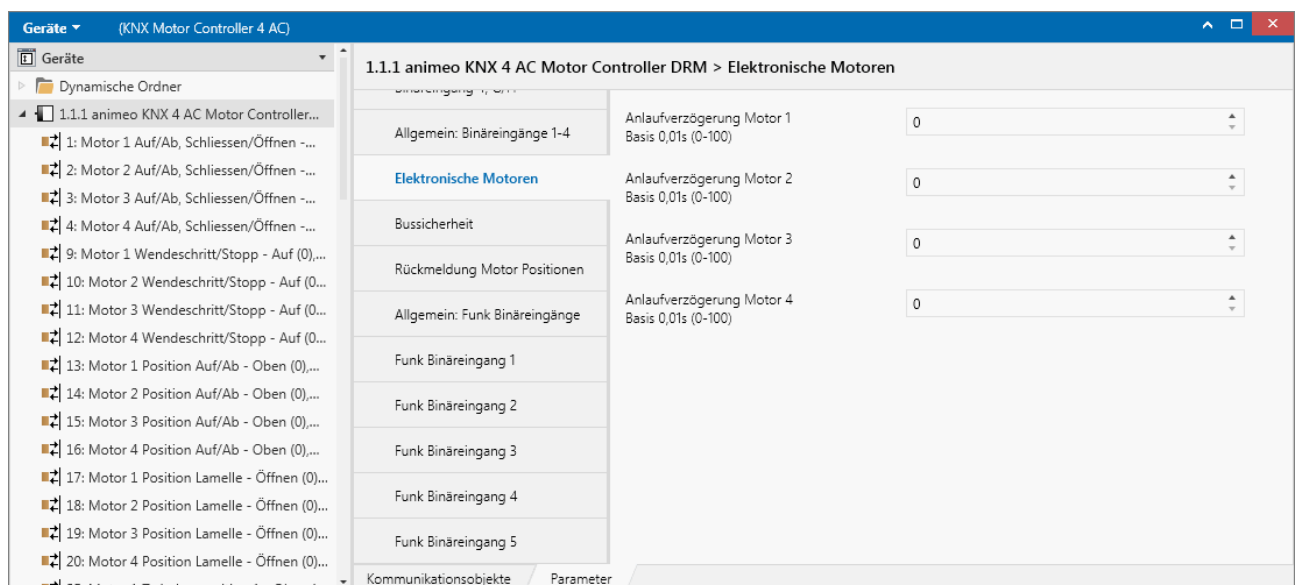 Geräte (KNX Motor Controller 4 AC)
Geräte
Dynamische Ordner
1.1.1 animeo KNX 4 AC Motor Controller...
1: Motor 1 Auf/Ab, Schliessen/Öffnen -...
2: Motor 2 Auf/Ab, Schliessen/Öffnen -...
3: Motor 3 Auf/Ab, Schliessen/Öffnen -...
4: Motor 4 Auf/Ab, Schliessen/Öffnen -...
9: Motor 1 Wendeschritt/Stopp - Auf (0),...
10: Motor 2 Wendeschritt/Stopp - Auf (0...
11: Motor 3 Wendeschritt/Stopp - Auf (0...
12: Motor 4 Wendeschritt/Stopp - Auf (0...
13: Motor 1 Position Auf/Ab - Oben (0),...
14: Motor 2 Position Auf/Ab - Oben (0),...
15: Motor 3 Position Auf/Ab - Oben (0),...
16: Motor 4 Position Auf/Ab - Oben (0),...
17: Motor 1 Position Lamelle - Öffnen (0)...
18: Motor 2 Position Lamelle - Öffnen (0)...
19: Motor 3 Position Lamelle - Öffnen (0)...
20: Motor 4 Position Lamelle - Öffnen (0)...
1.1.1 animeo KNX 4 AC Motor Controller DRM > Elektronische Motoren
Allgemein: Binäreingänge 1-4
Elektronische Motoren
Bussicherheit
Rückmeldung Motor Positionen
Allgemein: Funk Binäreingänge
Funk Binäreingang 1
Funk Binäreingang 2
Funk Binäreingang 3
Funk Binäreingang 4
Funk Binäreingang 5
Anlaufverzögerung Motor 1
Basis 0,01s (0-100)
0
Anlaufverzögerung Motor 2
Basis 0,01s (0-100)
0
Anlaufverzögerung Motor 3
Basis 0,01s (0-100)
0
Anlaufverzögerung Motor 4
Basis 0,01s (0-100)
0
Kommunikationsobjekte Parameter